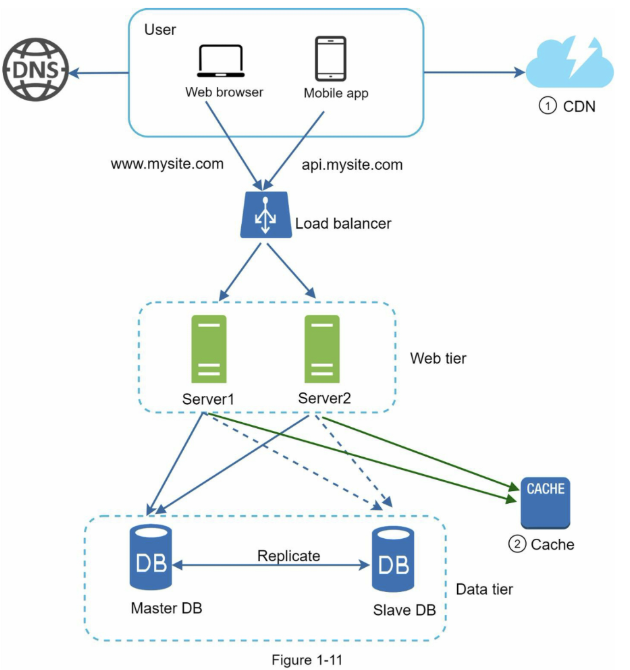 User
DNS
Web browser
Mobile app
1 CDN
www.mysite.com
api.mysite.com
Load balancer
Web tier
Server1
Server2
CACHE
2 Cache
DB
Replicate
DB
Master DB
Slave DB
Data tier
Figure 1-11